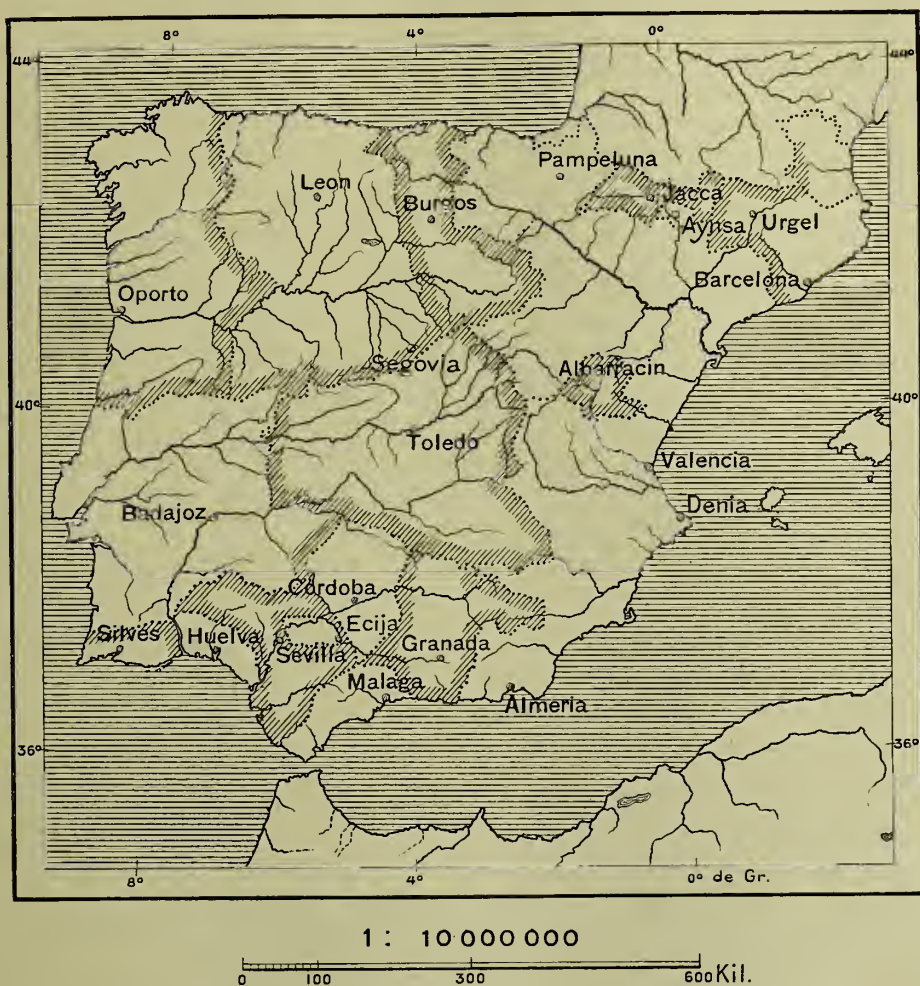 8° 4° 0°
44 44°
Pampeluna
Leon Jacca
Burgos Aynsa Urgel
Barcelona
Oporto
Segovia Albarracin
40° 40°
Toledo
Valencia
Badajoz Denia
Córdoba
Ecija
Silves Huelva Sevilla Granada
Malaga
Almeria
36° 36°
8° 4° 0° de Gr.
1 : 10 000 000
0 100 300 600 Kil.